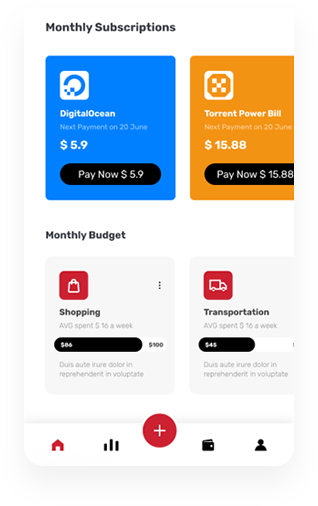 Monthly Subscriptions
DigitalOcean
Next Payment on 20 June
$ 5.9
Pay Now $ 5.9
Torrent Power Bill
Next Payment on 20 June
$ 15.88
Pay Now $ 15.88
Monthly Budget
Shopping
AVG spent $ 16 a week
$86
$100
Duis aute irure dolor in
reprehenderit in voluptate
Transportation
AVG spent $ 16 a week
$45
Duis aute irure dolor in
reprehenderit in voluptate